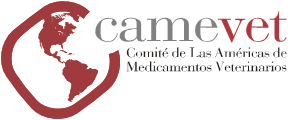 camevet
Comité de Las Américas de
Medicamentos Veterinarios